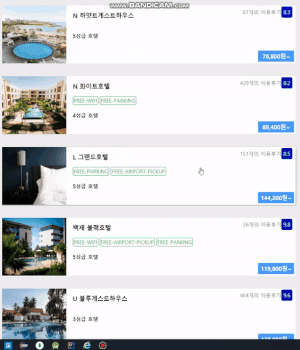 www.BANDICAM.com
N 하얏트게스트하우스
87개의 이용후기 8.3
5성급 호텔
78,800원~
N 화이트호텔
439개의 이용후기 8.2
FREE-WIFI FREE-PARKING
4성급 호텔
69,400원~
L 그랜드호텔
151개의 이용후기 8.5
FREE-PARKING FREE-AIRPORT-PICKUP
5성급 호텔
144,200원~
백제 블랙호텔
26개의 이용후기 9.8
FREE-WIFI FREE-AIRPORT-PICKUP FREE-PARKING
5성급 호텔
119,800원~
U 블루게스트하우스
464개의 이용후기 9.6
3성급 호텔